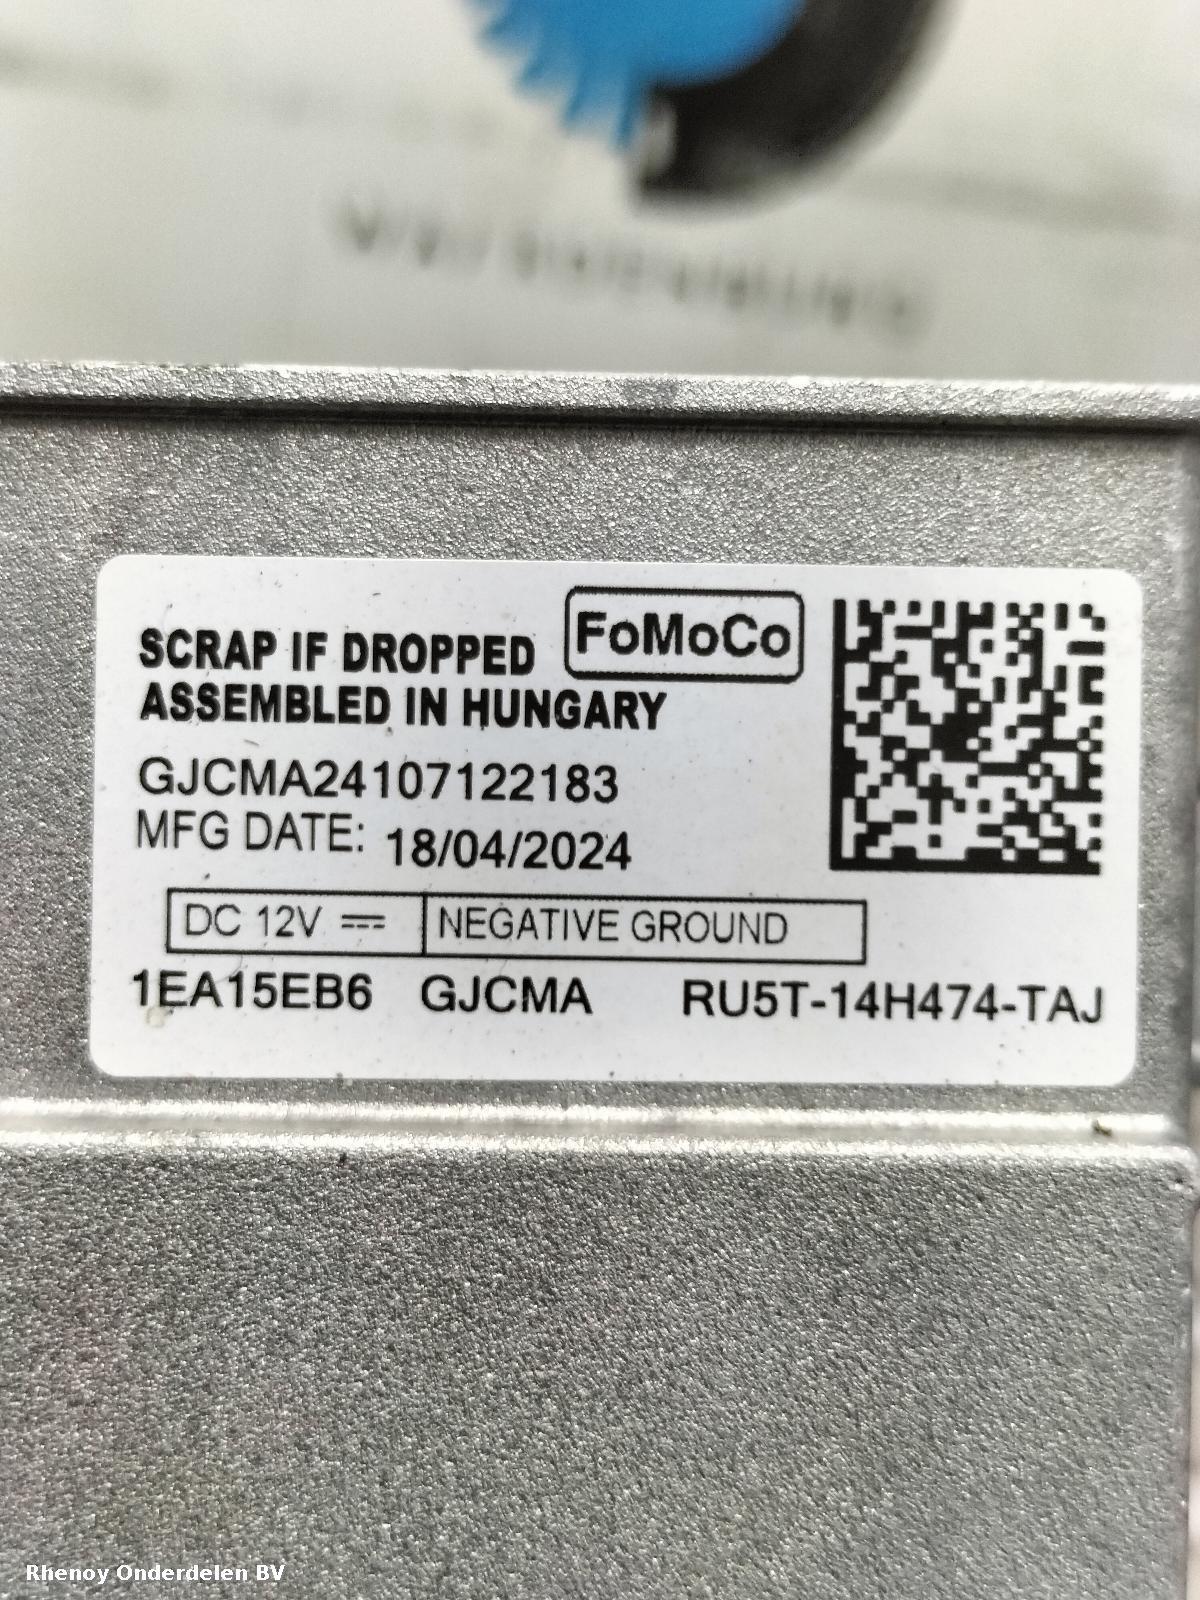 SCRAP IF DROPPED FoMoCo
ASSEMBLED IN HUNGARY
GJCMA24107122183
MFG DATE: 18/04/2024
DC 12V ⎓ NEGATIVE GROUND
1EA15EB6 GJCMA RU5T-14H474-TAJ
Rhenoy Onderdelen BV